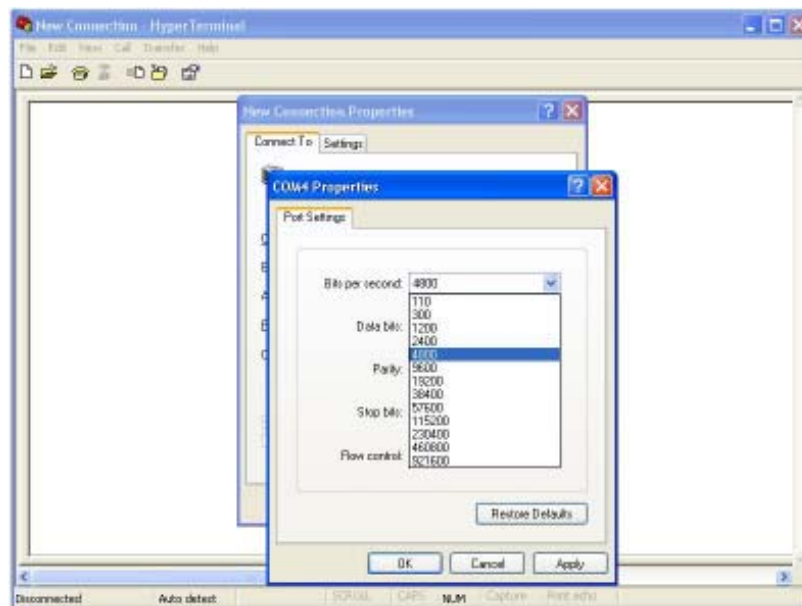 New Connection - HyperTerminal
File Edit View Call Transfer Help
New Connection Properties
Connect To Settings
COM4 Properties
Port Settings
Bits per second: 4800
110
300
Data bits: 1200
2400
4800
Parity: 9600
19200
38400
Stop bits: 57600
115200
230400
Flow control: 460800
921600
Restore Defaults
OK Cancel Apply
Disconnected Auto detect SCROLL CAPS NUM Capture Print echo